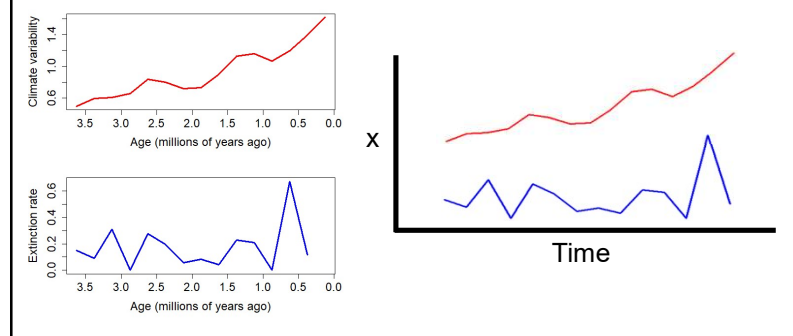 Climate variability
0.6 1.0 1.4
3.5 3.0 2.5 2.0 1.5 1.0 0.5 0.0
Age (millions of years ago)
Extinction rate
0.0 0.2 0.4 0.6
3.5 3.0 2.5 2.0 1.5 1.0 0.5 0.0
Age (millions of years ago)
X
Time